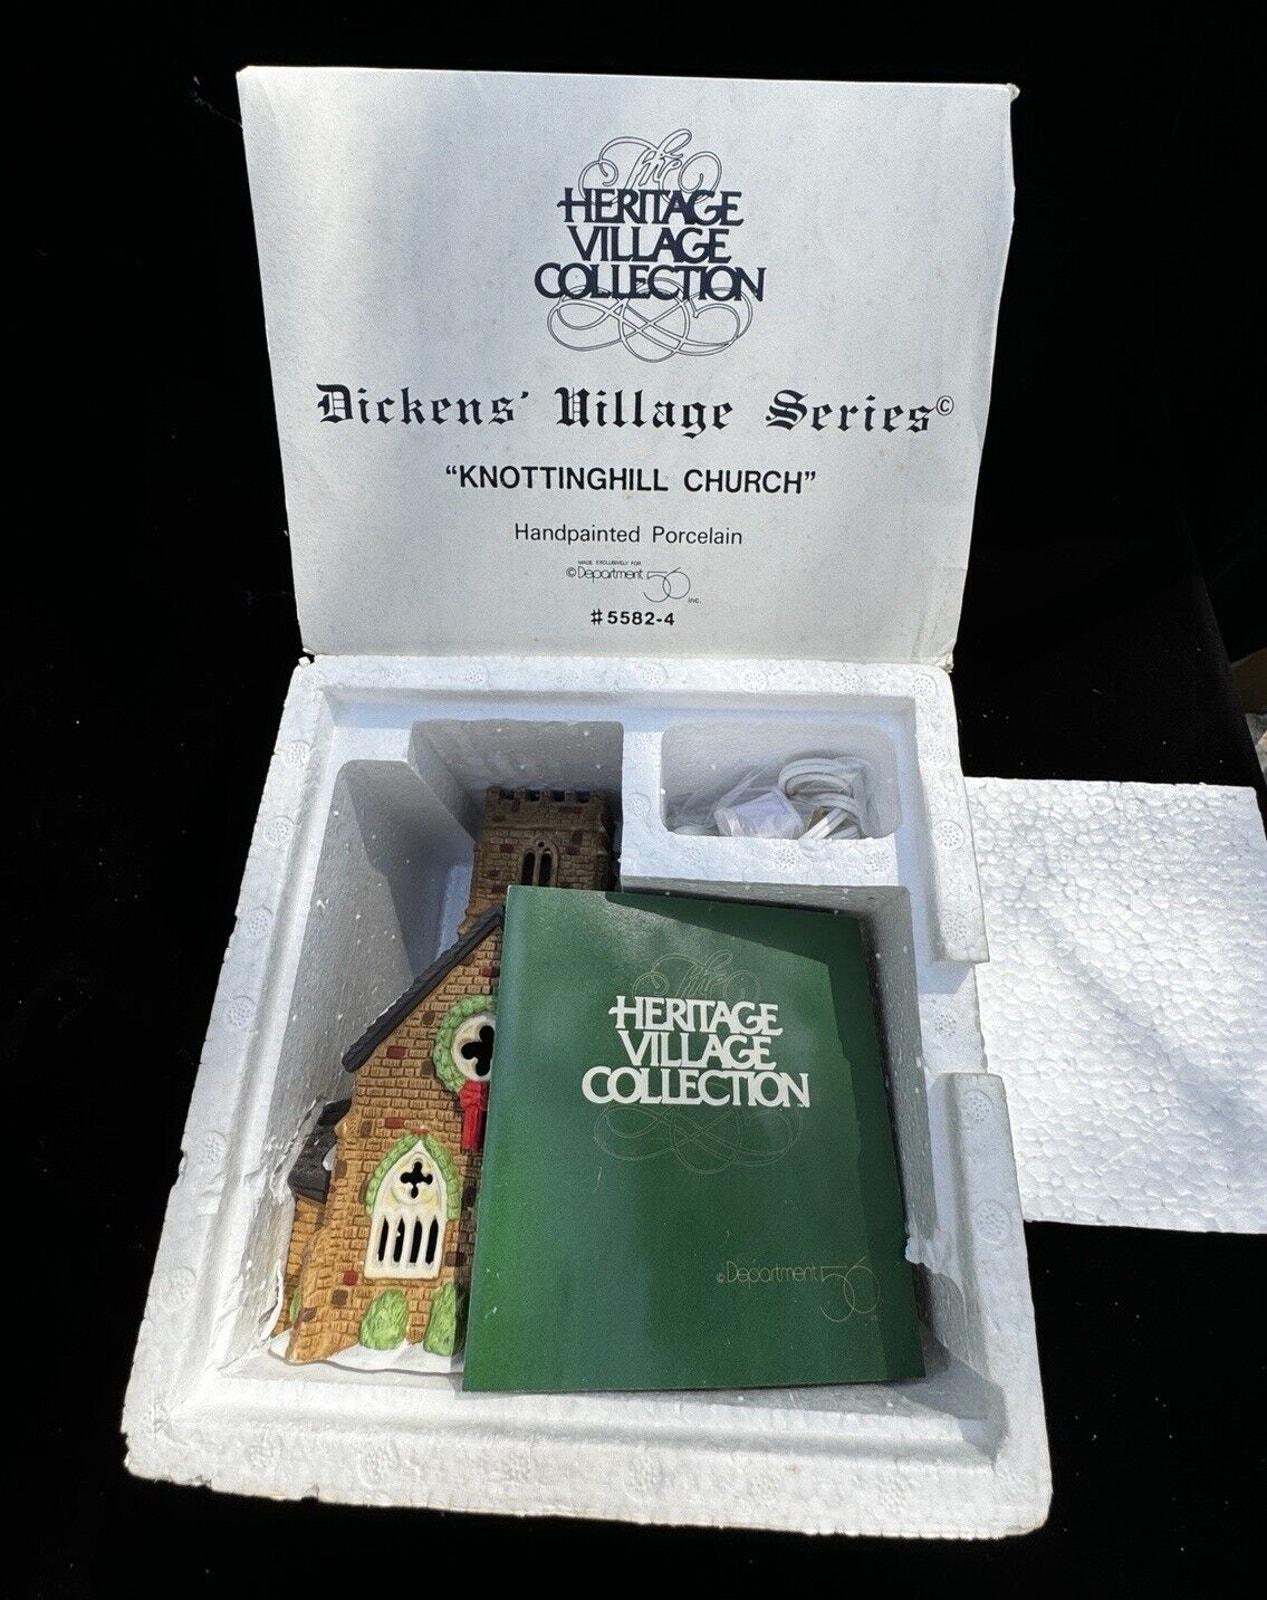 The
HERITAGE
VILLAGE
COLLECTION
Dickens' Village Series©
"KNOTTINGHILL CHURCH"
Handpainted Porcelain
MADE EXCLUSIVELY FOR
©Department 56
inc.
#5582-4
The
HERITAGE
VILLAGE
COLLECTION
©Department 56